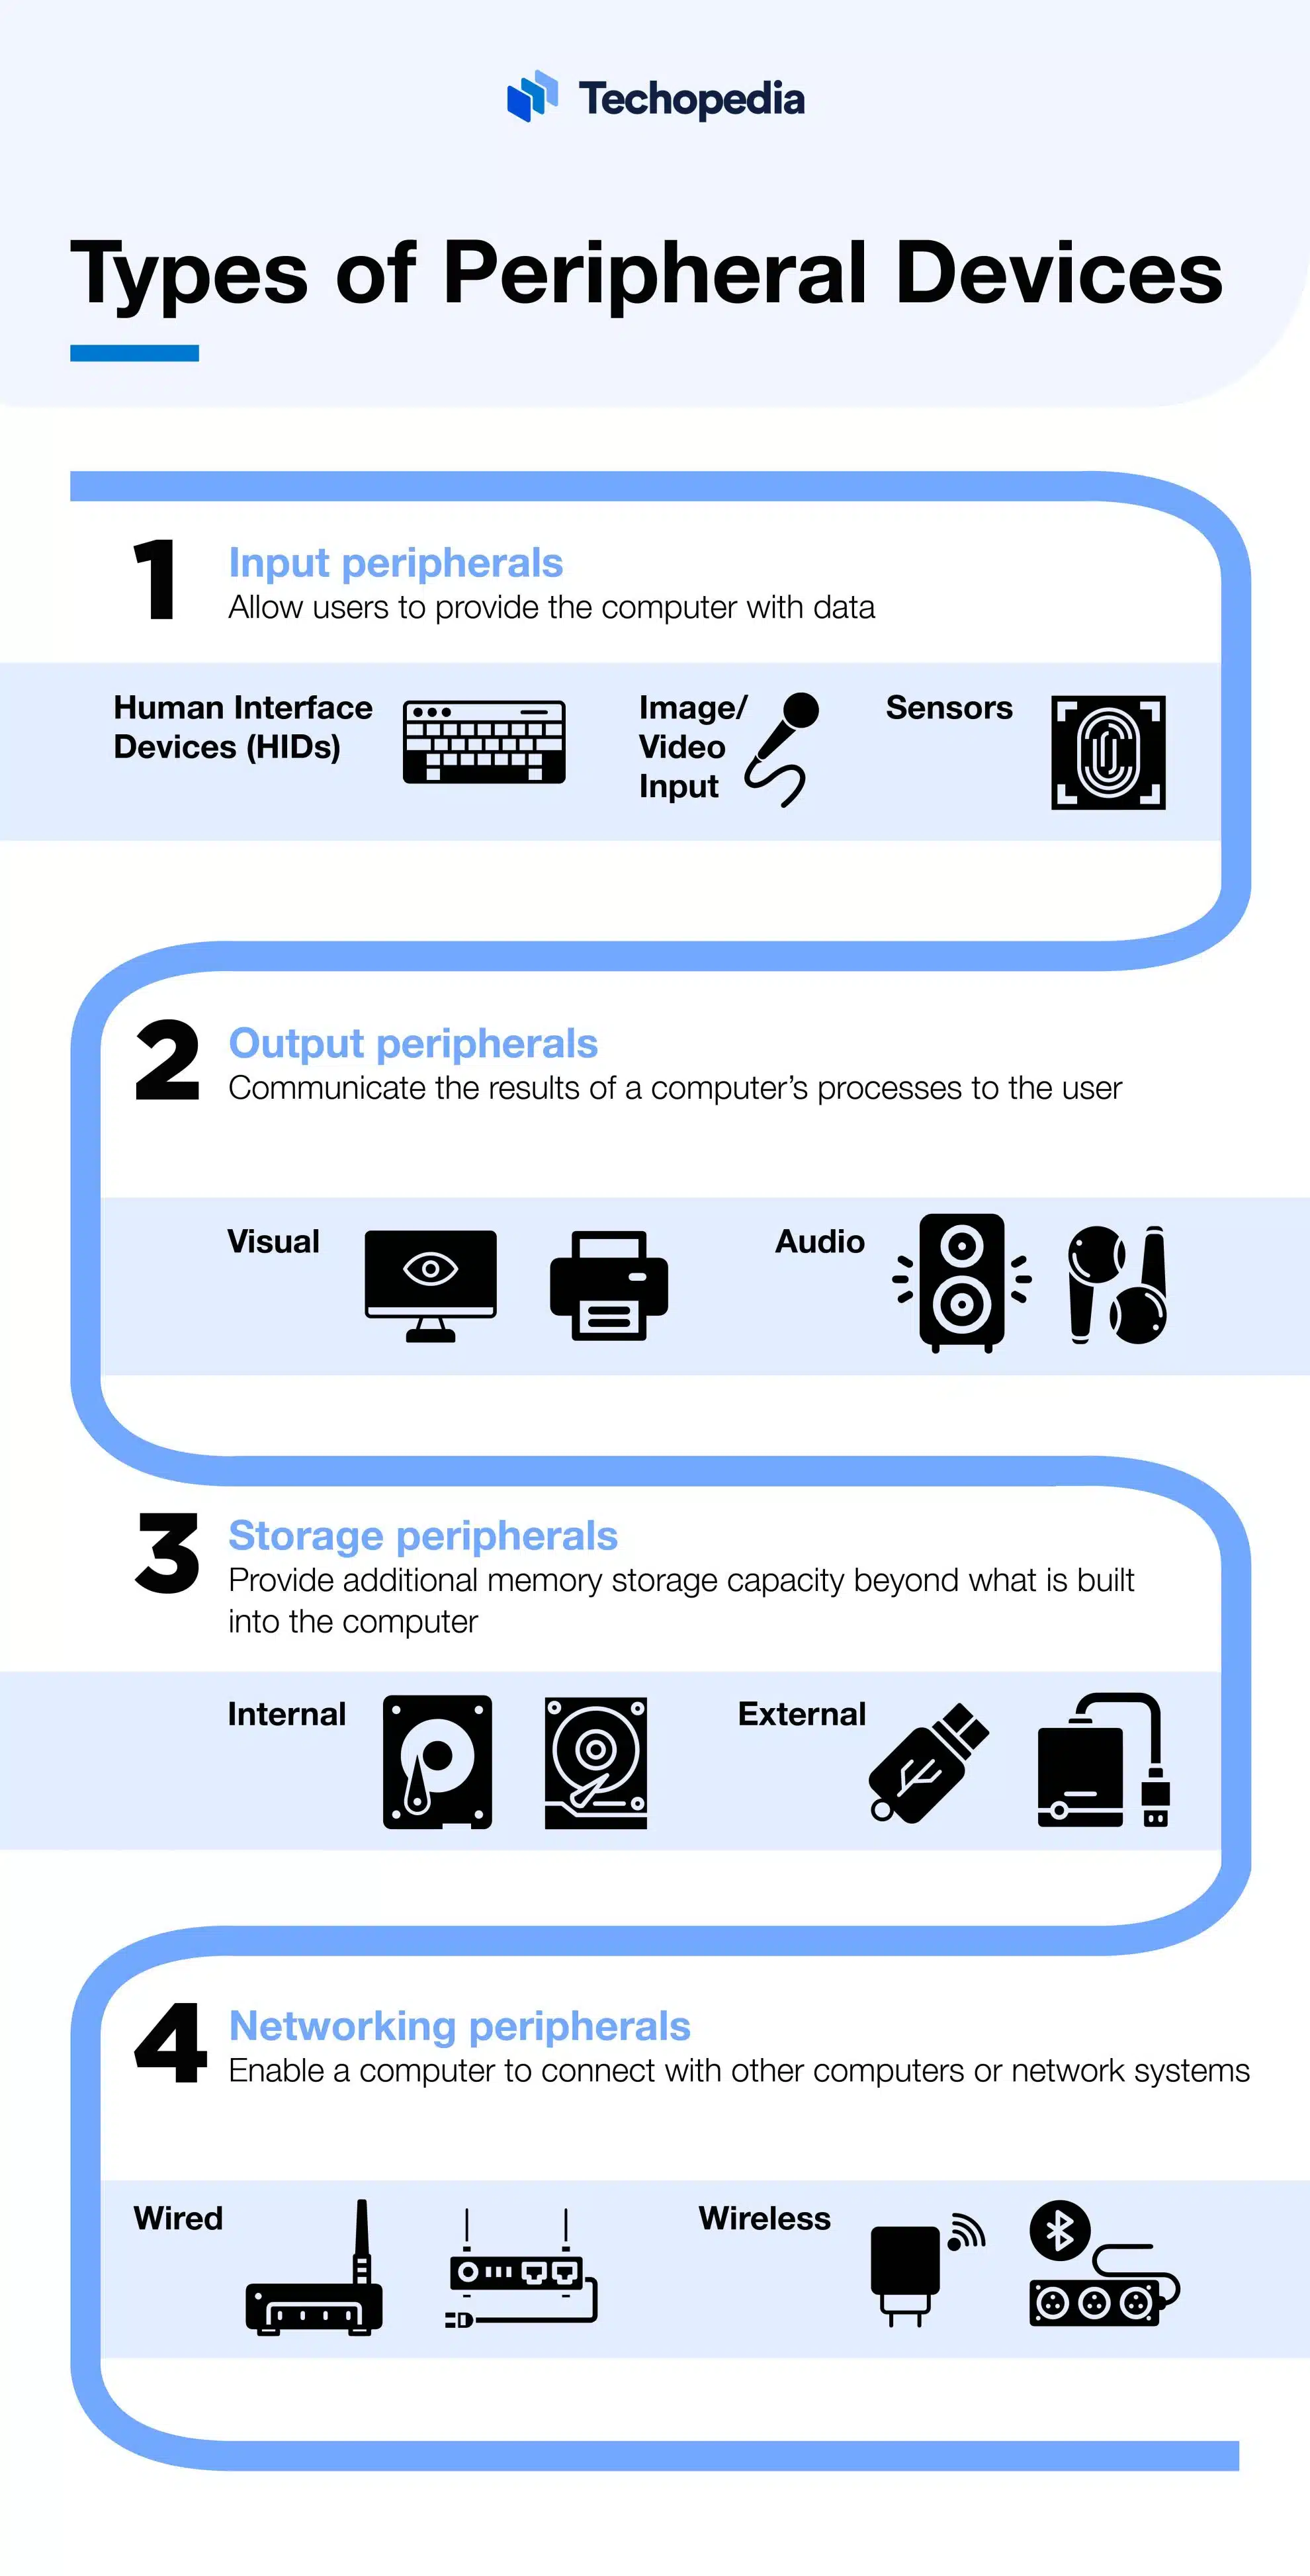 Techopedia
Types of Peripheral Devices
1
Input peripherals
Allow users to provide the computer with data
Human Interface
Devices (HIDs)
Image/
Video
Input
Sensors
2
Output peripherals
Communicate the results of a computer’s processes to the user
Visual
Audio
3
Storage peripherals
Provide additional memory storage capacity beyond what is built
into the computer
Internal
External
4
Networking peripherals
Enable a computer to connect with other computers or network systems
Wired
Wireless